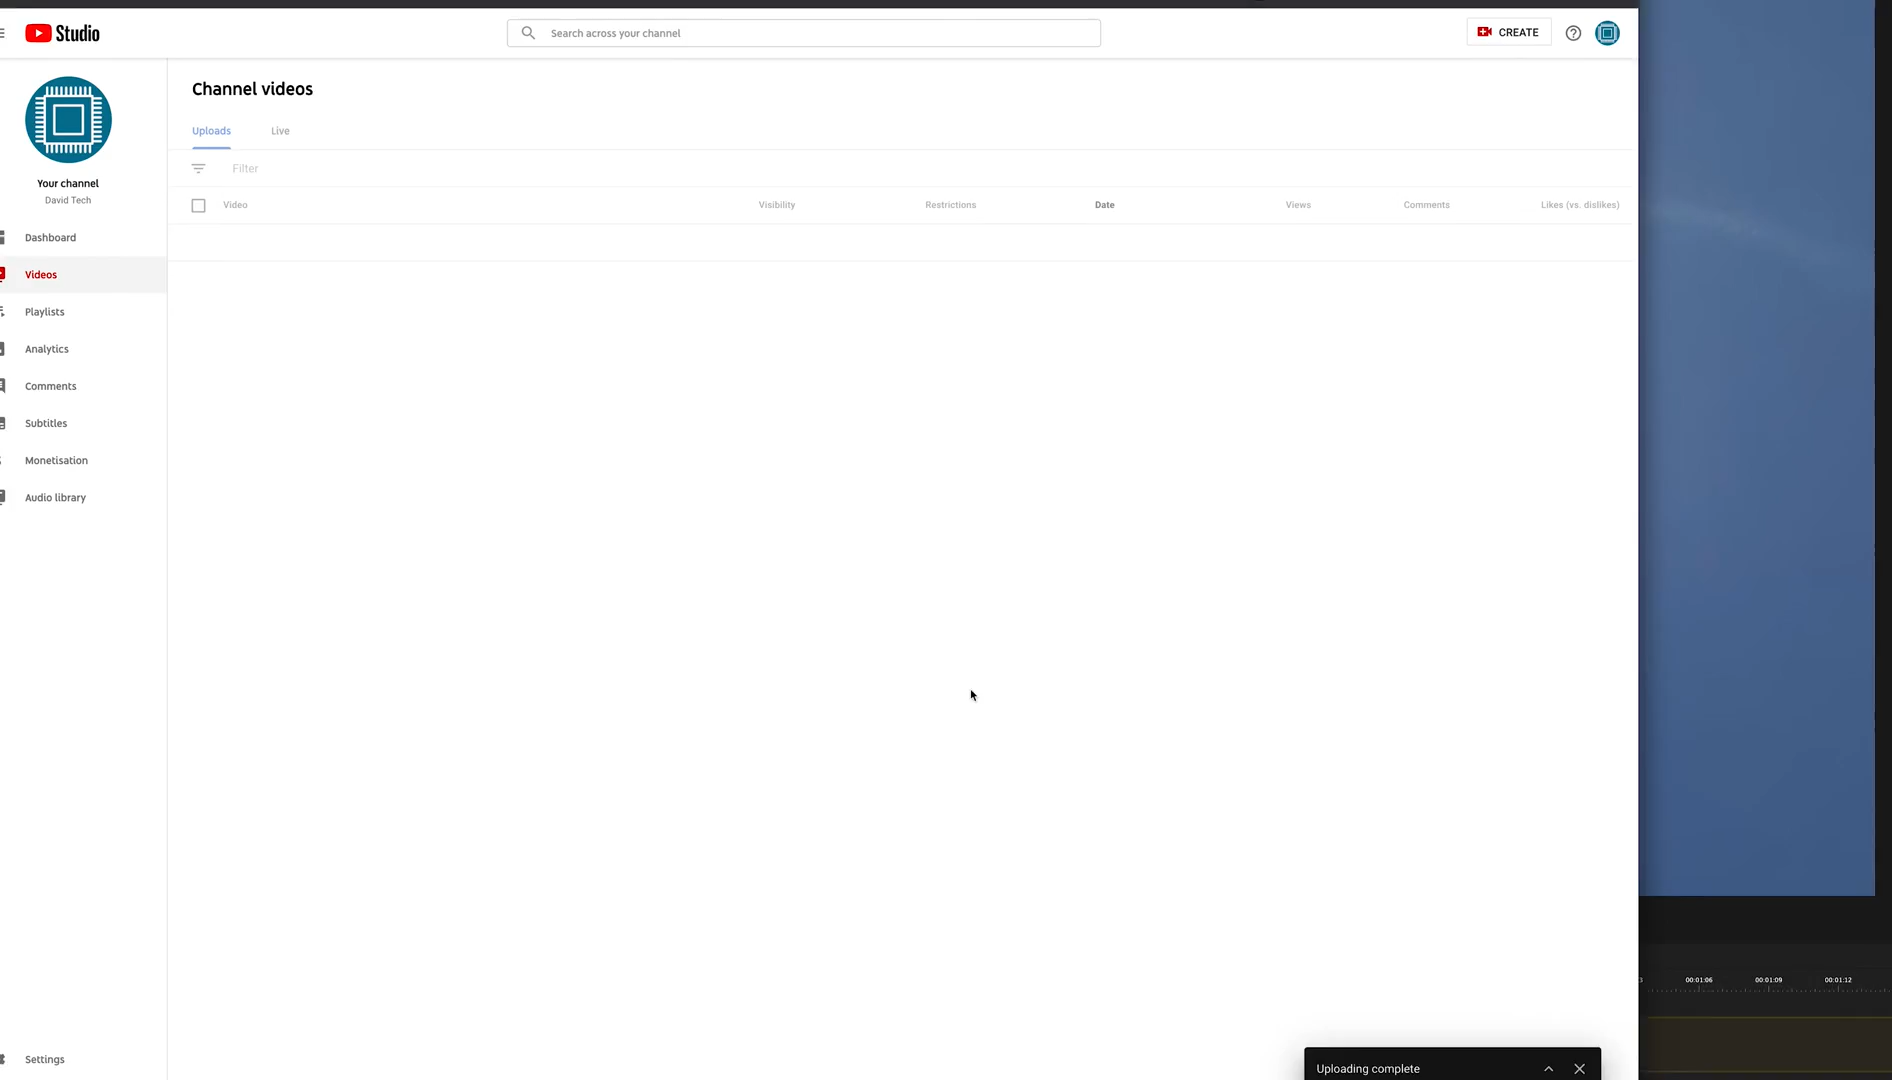 Studio
Search across your channel
CREATE
Your channel
David Tech
Dashboard
Videos
Playlists
Analytics
Comments
Subtitles
Monetisation
Audio library
Settings
Channel videos
Uploads Live
Filter
Video Visibility Restrictions Date Views Comments Likes (vs. dislikes)
Uploading complete
3 00:01:06 00:01:09 00:01:12